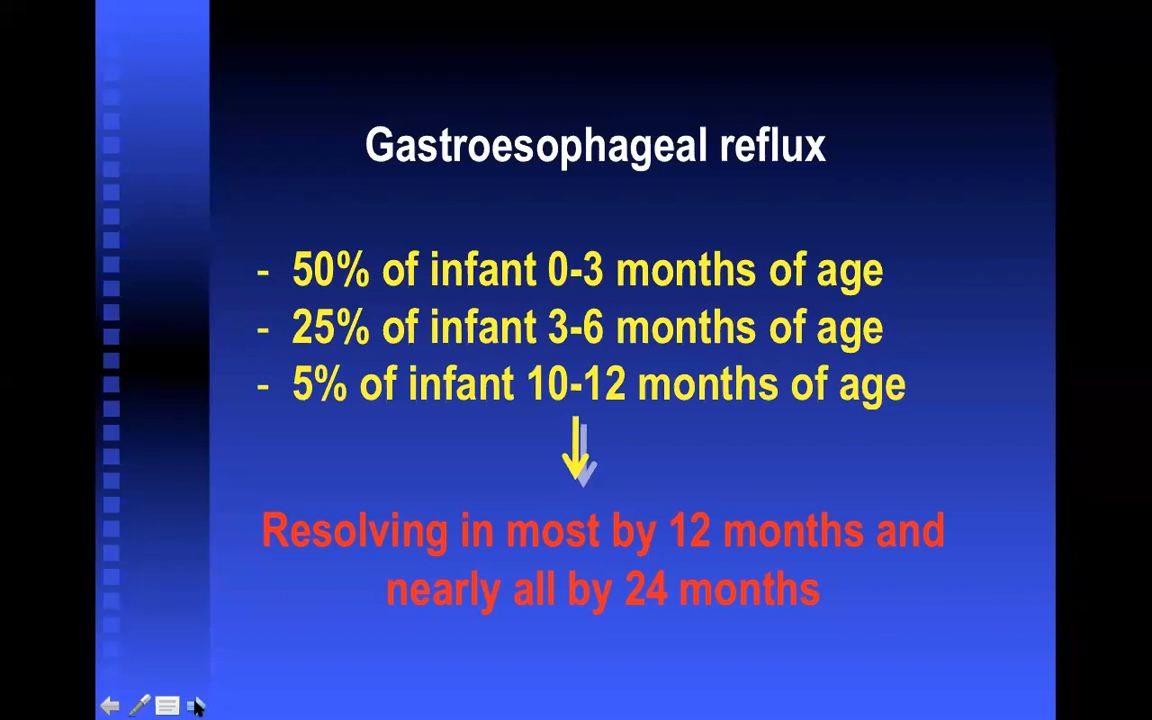 Gastroesophageal reflux
- 50% of infant 0-3 months of age
- 25% of infant 3-6 months of age
- 5% of infant 10-12 months of age
Resolving in most by 12 months and
nearly all by 24 months